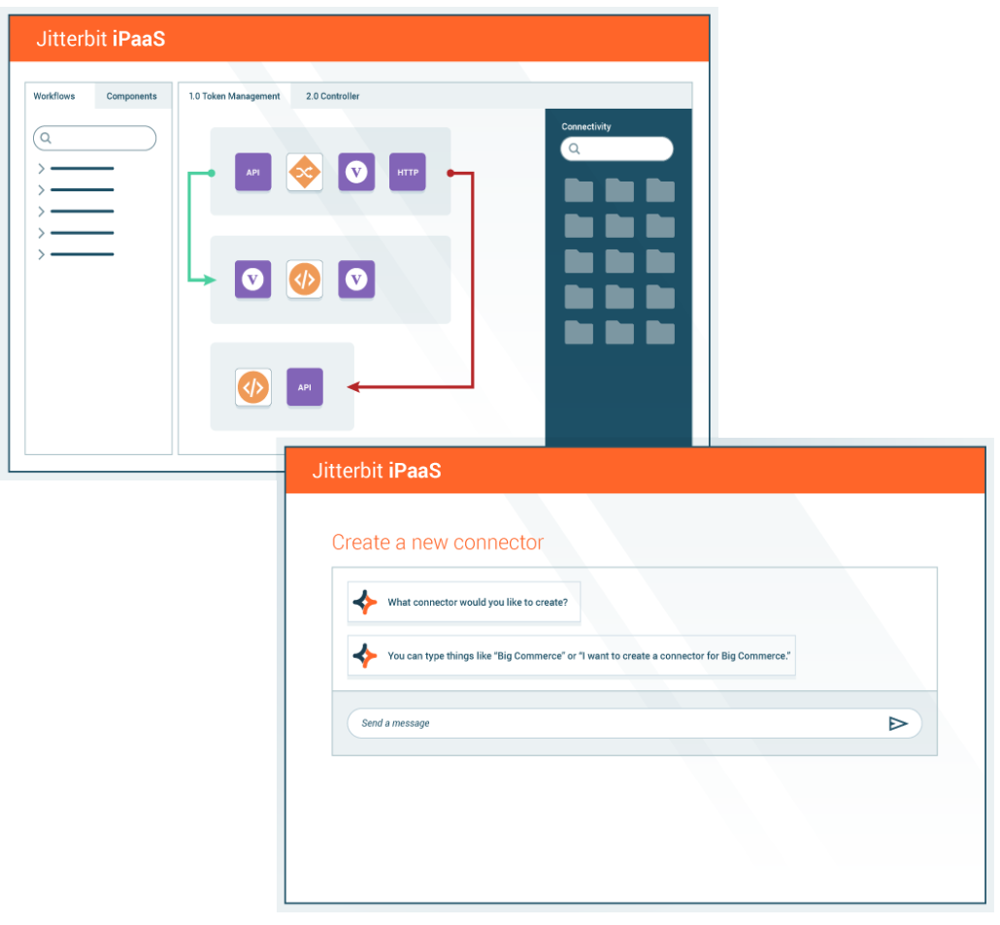 Jitterbit iPaaS
Workflows
Components
1.0 Token Management
2.0 Controller
Connectivity
API
V
HTTP
V
</>
V
</>
API
Jitterbit iPaaS
Create a new connector
What connector would you like to create?
You can type things like “Big Commerce” or “I want to create a connector for Big Commerce.”
Send a message